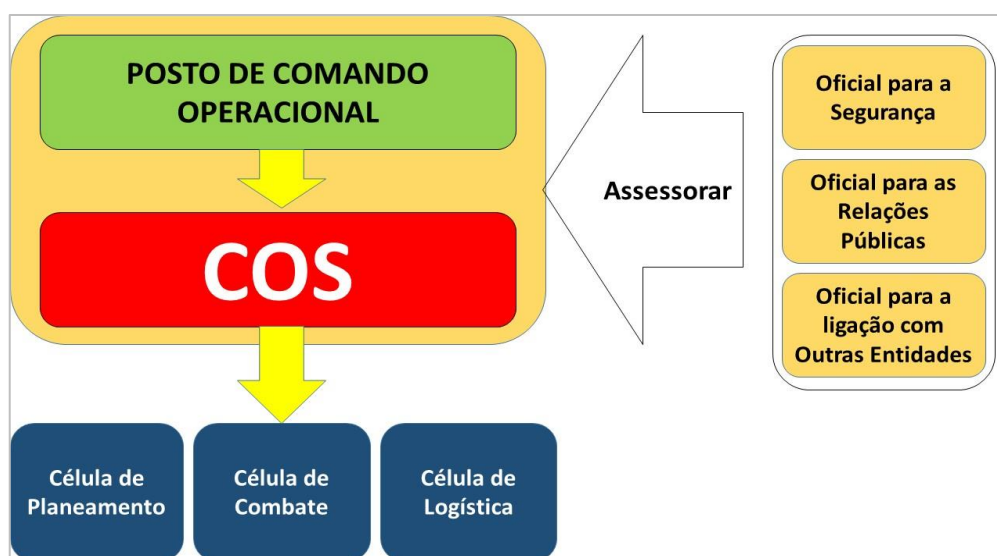 POSTO DE COMANDO
OPERACIONAL
COS
Assessorar
Oficial para a
Segurança
Oficial para as
Relações
Públicas
Oficial para a
ligação com
Outras Entidades
Célula de
Planeamento
Célula de
Combate
Célula de
Logística